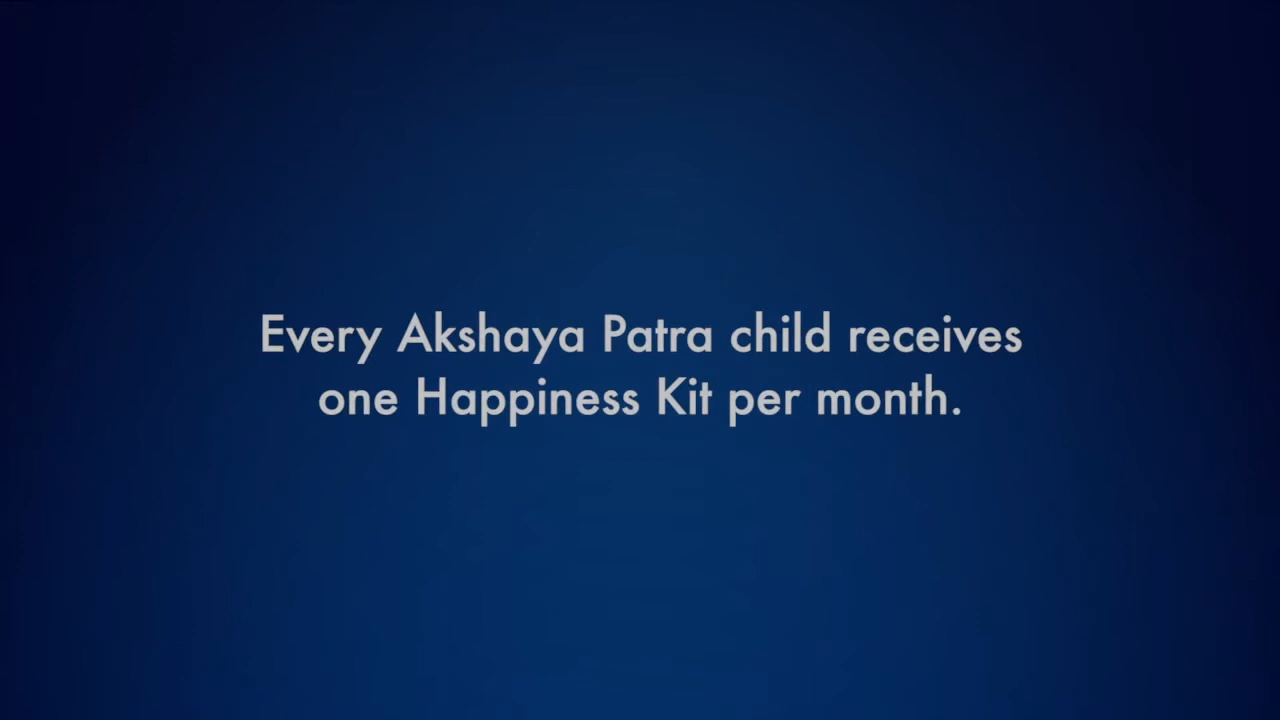 Every Akshaya Patra child receives
one Happiness Kit per month.